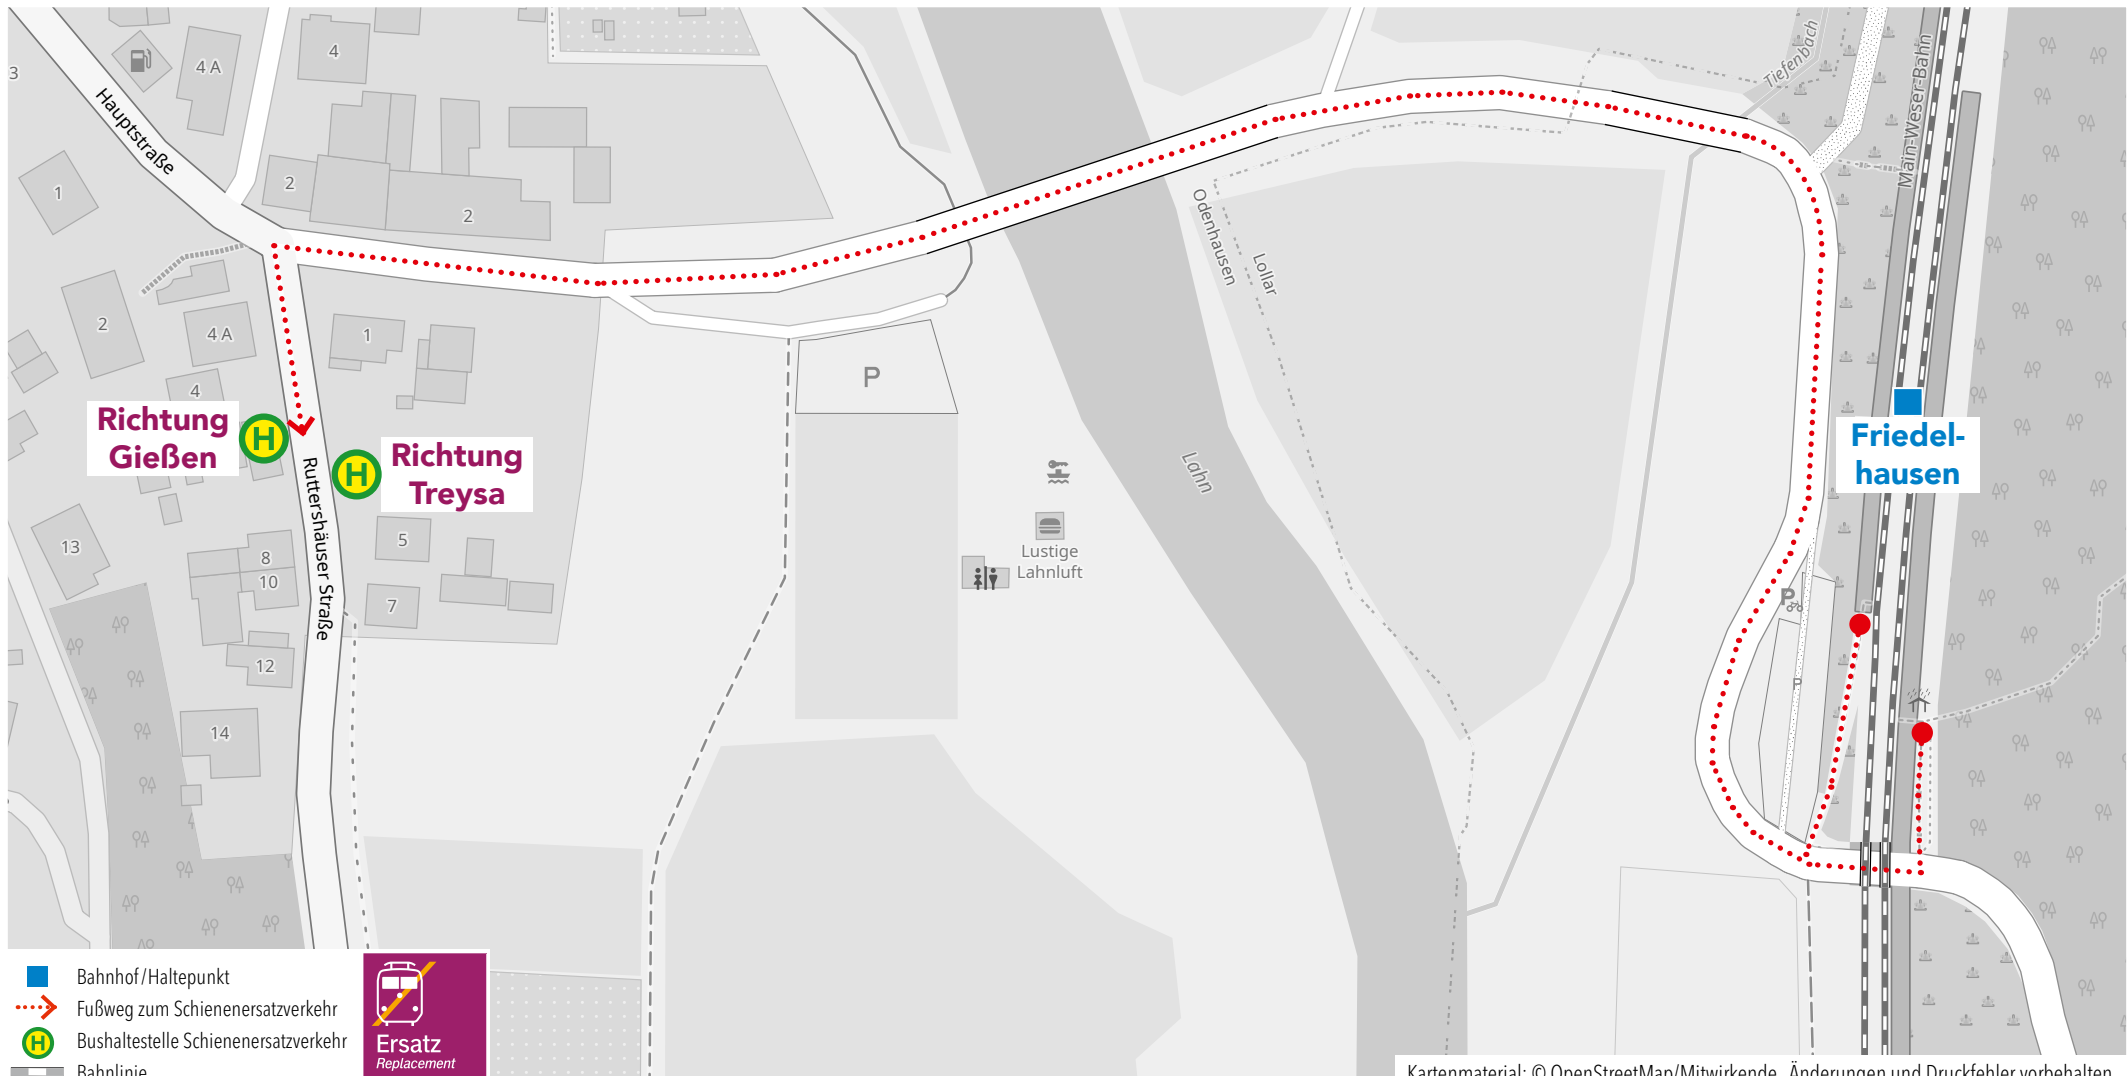 3
4 A
4
Hauptstraße
1
2
2
2
4 A
1
4
Richtung
Gießen
H
H
Richtung
Treysa
Ruttershäuser Straße
13
8
10
5
7
12
14
P
Lustige
Lahnluft
Lahn
Odenhausen
Lollar
Tiefenbach
Main-Weser-Bahn
Friedel-
hausen
P
P
Bahnhof/Haltepunkt
Fußweg zum Schienenersatzverkehr
H
Bushaltestelle Schienenersatzverkehr
Bahnlinie
Ersatz
Replacement
Kartenmaterial: © OpenStreetMap/Mitwirkende, Änderungen und Druckfehler vorbehalten